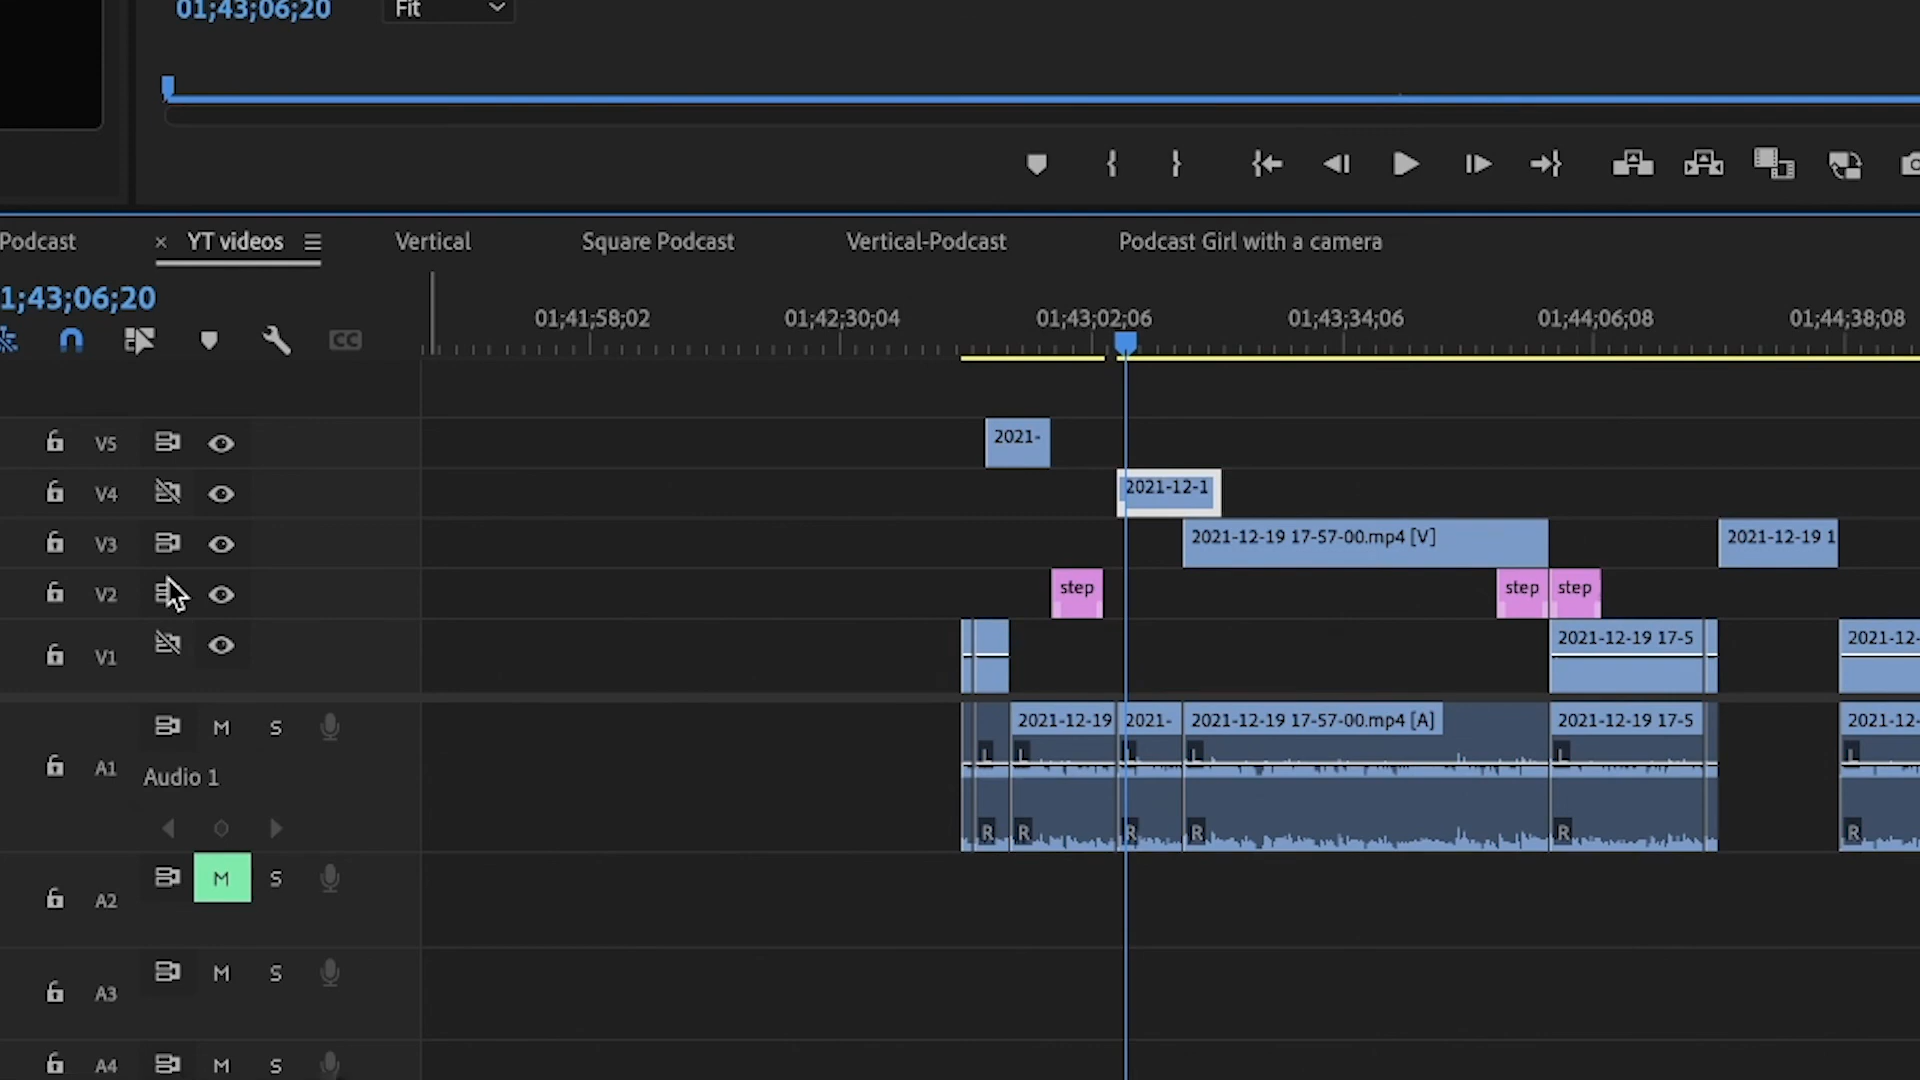 01;43;06;20
Fit
Podcast
× YT videos
Vertical
Square Podcast
Vertical-Podcast
Podcast Girl with a camera
1;43;06;20
01;41;58;02
01;42;30;04
01;43;02;06
01;43;34;06
01;44;06;08
01;44;38;08
CC
V5
2021-
V4
2021-12-1
V3
2021-12-19 17-57-00.mp4 [V]
2021-12-19 1
V2
step
step
step
V1
2021-12-19 17-5
2021-12-
M
S
2021-12-19
2021-
2021-12-19 17-57-00.mp4 [A]
2021-12-19 17-5
2021-12-
L
L
L
L
L
L
A1
Audio 1
R
R
R
R
R
R
A2
M
S
A3
M
S
A4
M
S